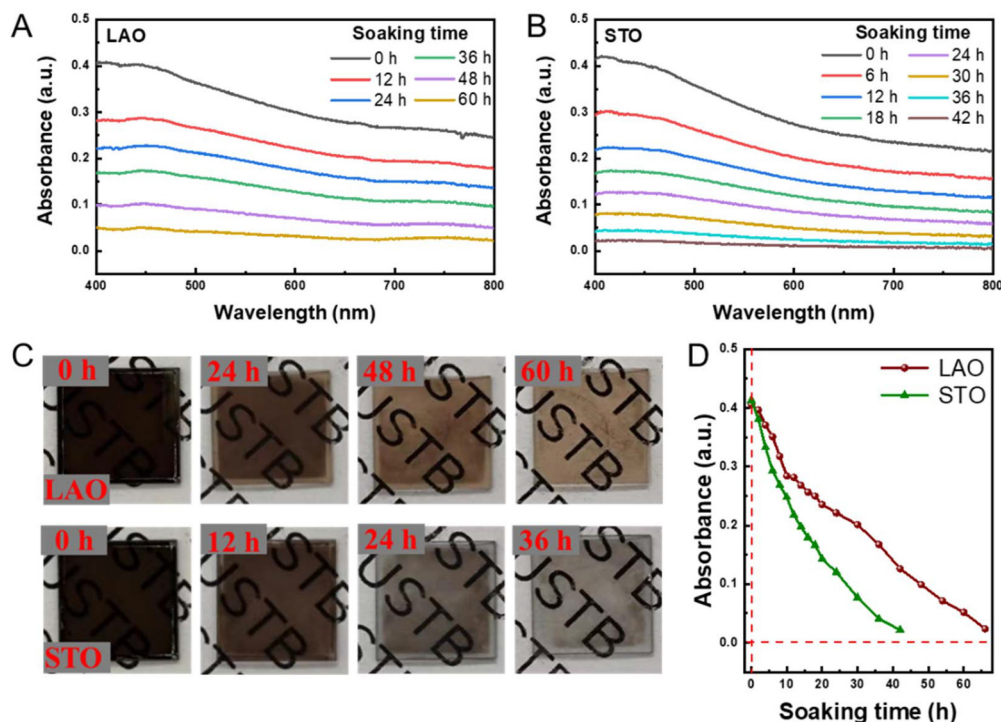 A
LAO
Soaking time
0 h
36 h
12 h
48 h
24 h
60 h
0.5
0.4
0.3
0.2
0.1
0.0
Absorbance (a.u.)
400
500
600
700
800
Wavelength (nm)
B
STO
Soaking time
0 h
24 h
6 h
30 h
12 h
36 h
18 h
42 h
0.5
0.4
0.3
0.2
0.1
0.0
Absorbance (a.u.)
400
500
600
700
800
Wavelength (nm)
C
0 h
LAO
24 h
USTB
48 h
USTB
60 h
USTB
0 h
STO
12 h
USTB
24 h
USTB
36 h
USTB
D
LAO
STO
0.5
0.4
0.3
0.2
0.1
0.0
Absorbance (a.u.)
0
10
20
30
40
50
60
Soaking time (h)